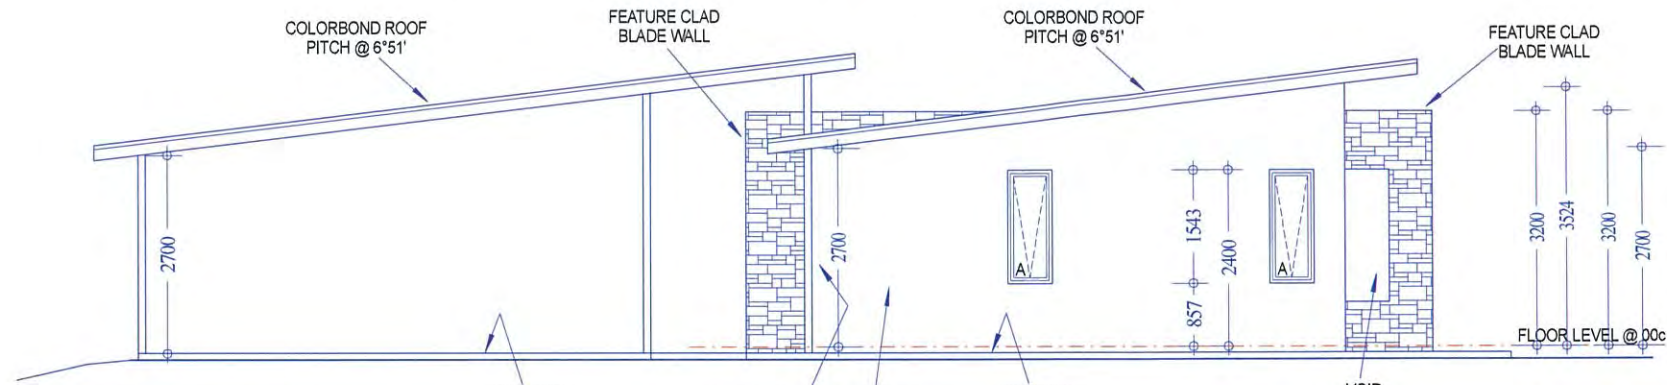 COLORBOND ROOF
PITCH @ 6°51'
FEATURE CLAD
BLADE WALL
COLORBOND ROOF
PITCH @ 6°51'
FEATURE CLAD
BLADE WALL
2700
2700
A
1543
857
2400
A
3200
3524
3200
2700
FLOOR LEVEL @ 00c